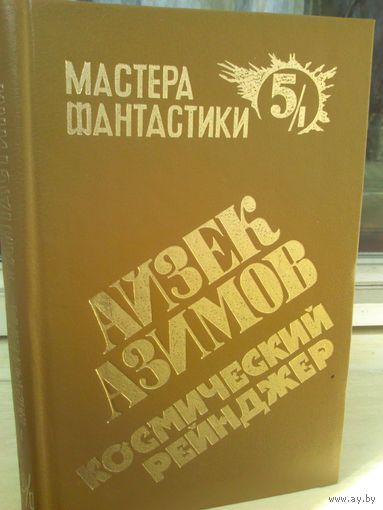 МАСТЕРА
ФАНТАСТИКИ
5/1
АЙЗЕК
АЗИМОВ
КОСМИЧЕСКИЙ
РЕЙНДЖЕР
www.ay.by